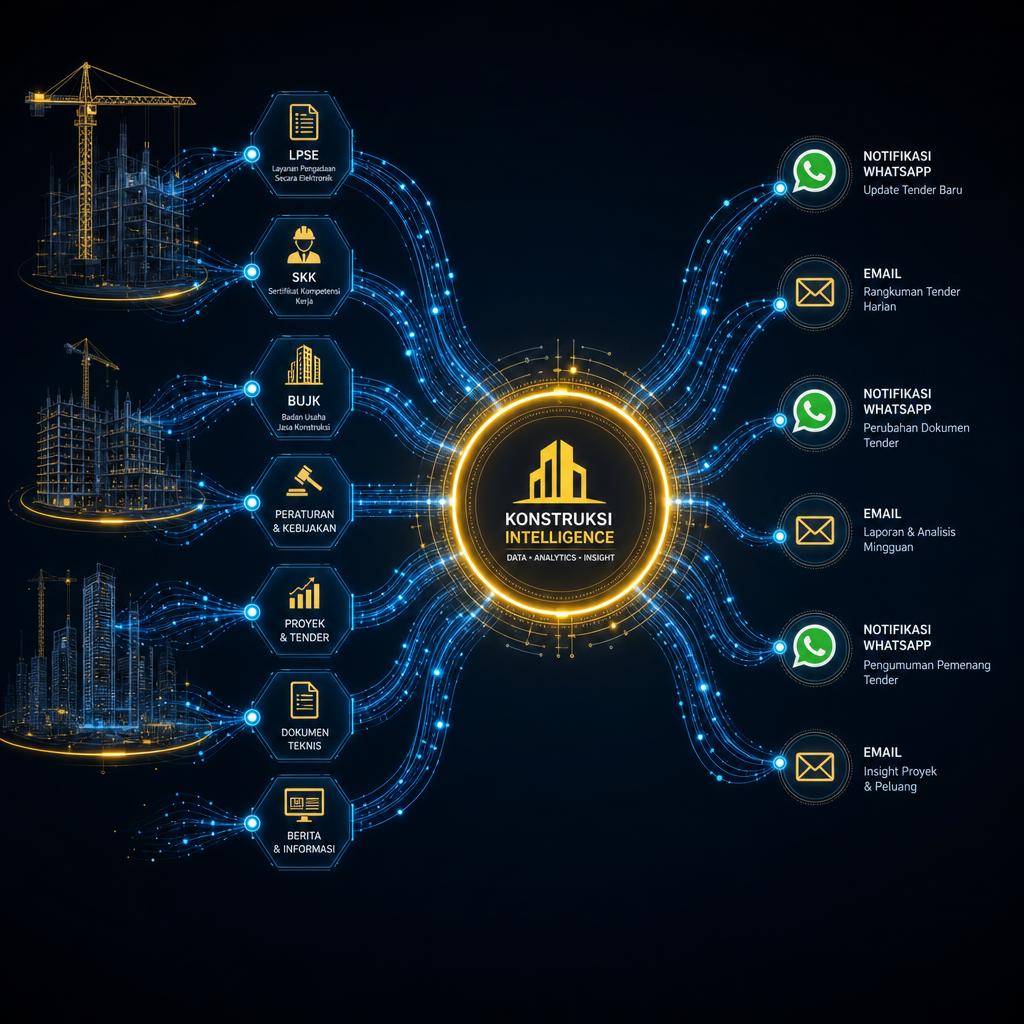 LPSE
Layanan Pengadaan
Secara Elektronik
SKK
Sertifikat Kompetensi
Kerja
BUJK
Badan Usaha
Jasa Konstruksi
PERATURAN
& KEBIJAKAN
PROYEK
& TENDER
DOKUMEN
TEKNIS
BERITA
& INFORMASI
KONSTRUKSI
INTELLIGENCE
DATA • ANALYTICS • INSIGHT
NOTIFIKASI
WHATSAPP
Update Tender Baru
EMAIL
Rangkuman Tender
Harian
NOTIFIKASI
WHATSAPP
Perubahan Dokumen
Tender
EMAIL
Laporan & Analisis
Mingguan
NOTIFIKASI
WHATSAPP
Pengumuman Pemenang
Tender
EMAIL
Insight Proyek
& Peluang